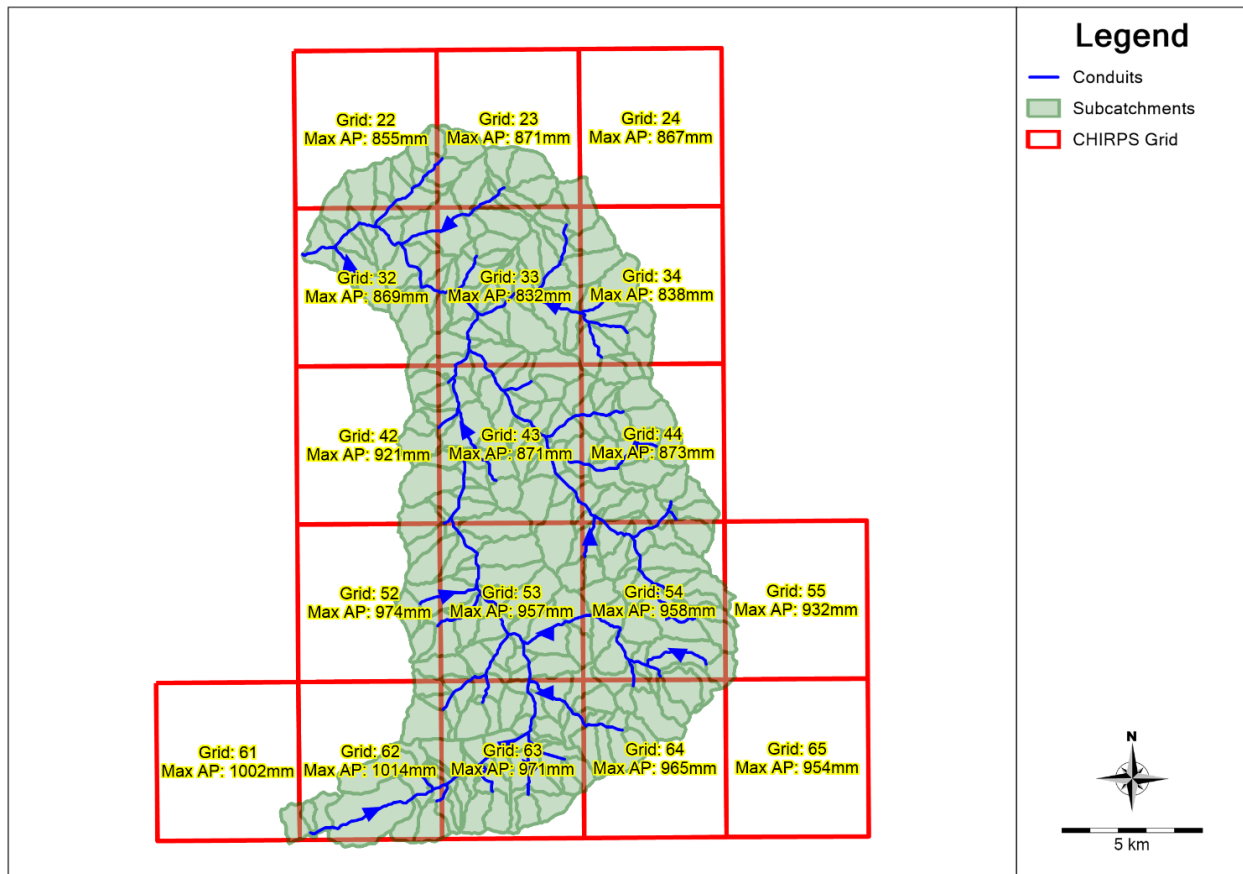 Legend
Conduits
Subcatchments
CHIRPS Grid
Grid: 22
Max AP: 855mm
Grid: 23
Max AP: 871mm
Grid: 24
Max AP: 867mm
Grid: 32
Max AP: 869mm
Grid: 33
Max AP: 832mm
Grid: 34
Max AP: 838mm
Grid: 42
Max AP: 921mm
Grid: 43
Max AP: 871mm
Grid: 44
Max AP: 873mm
Grid: 52
Max AP: 974mm
Grid: 53
Max AP: 957mm
Grid: 54
Max AP: 958mm
Grid: 55
Max AP: 932mm
Grid: 61
Max AP: 1002mm
Grid: 62
Max AP: 1014mm
Grid: 63
Max AP: 971mm
Grid: 64
Max AP: 965mm
Grid: 65
Max AP: 954mm
N
5 km